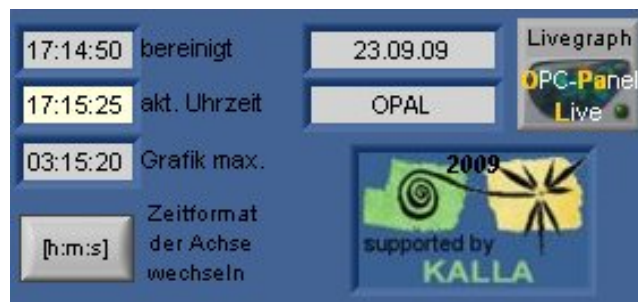 17:14:50 bereinigt 23.09.09 Livegraph
17:15:25 akt. Uhrzeit OPAL OPC-Panel
Live
03:15:20 Grafik max.
2009
[h:m:s] Zeitformat
der Achse
wechseln
supported by
KALLA